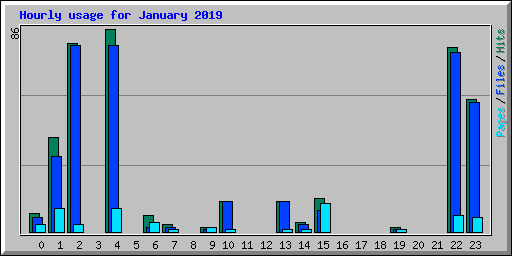 Hourly usage for January 2019
86
Pages/Files/Hits
0 1 2 3 4 5 6 7 8 9 10 11 12 13 14 15 16 17 18 19 20 21 22 23